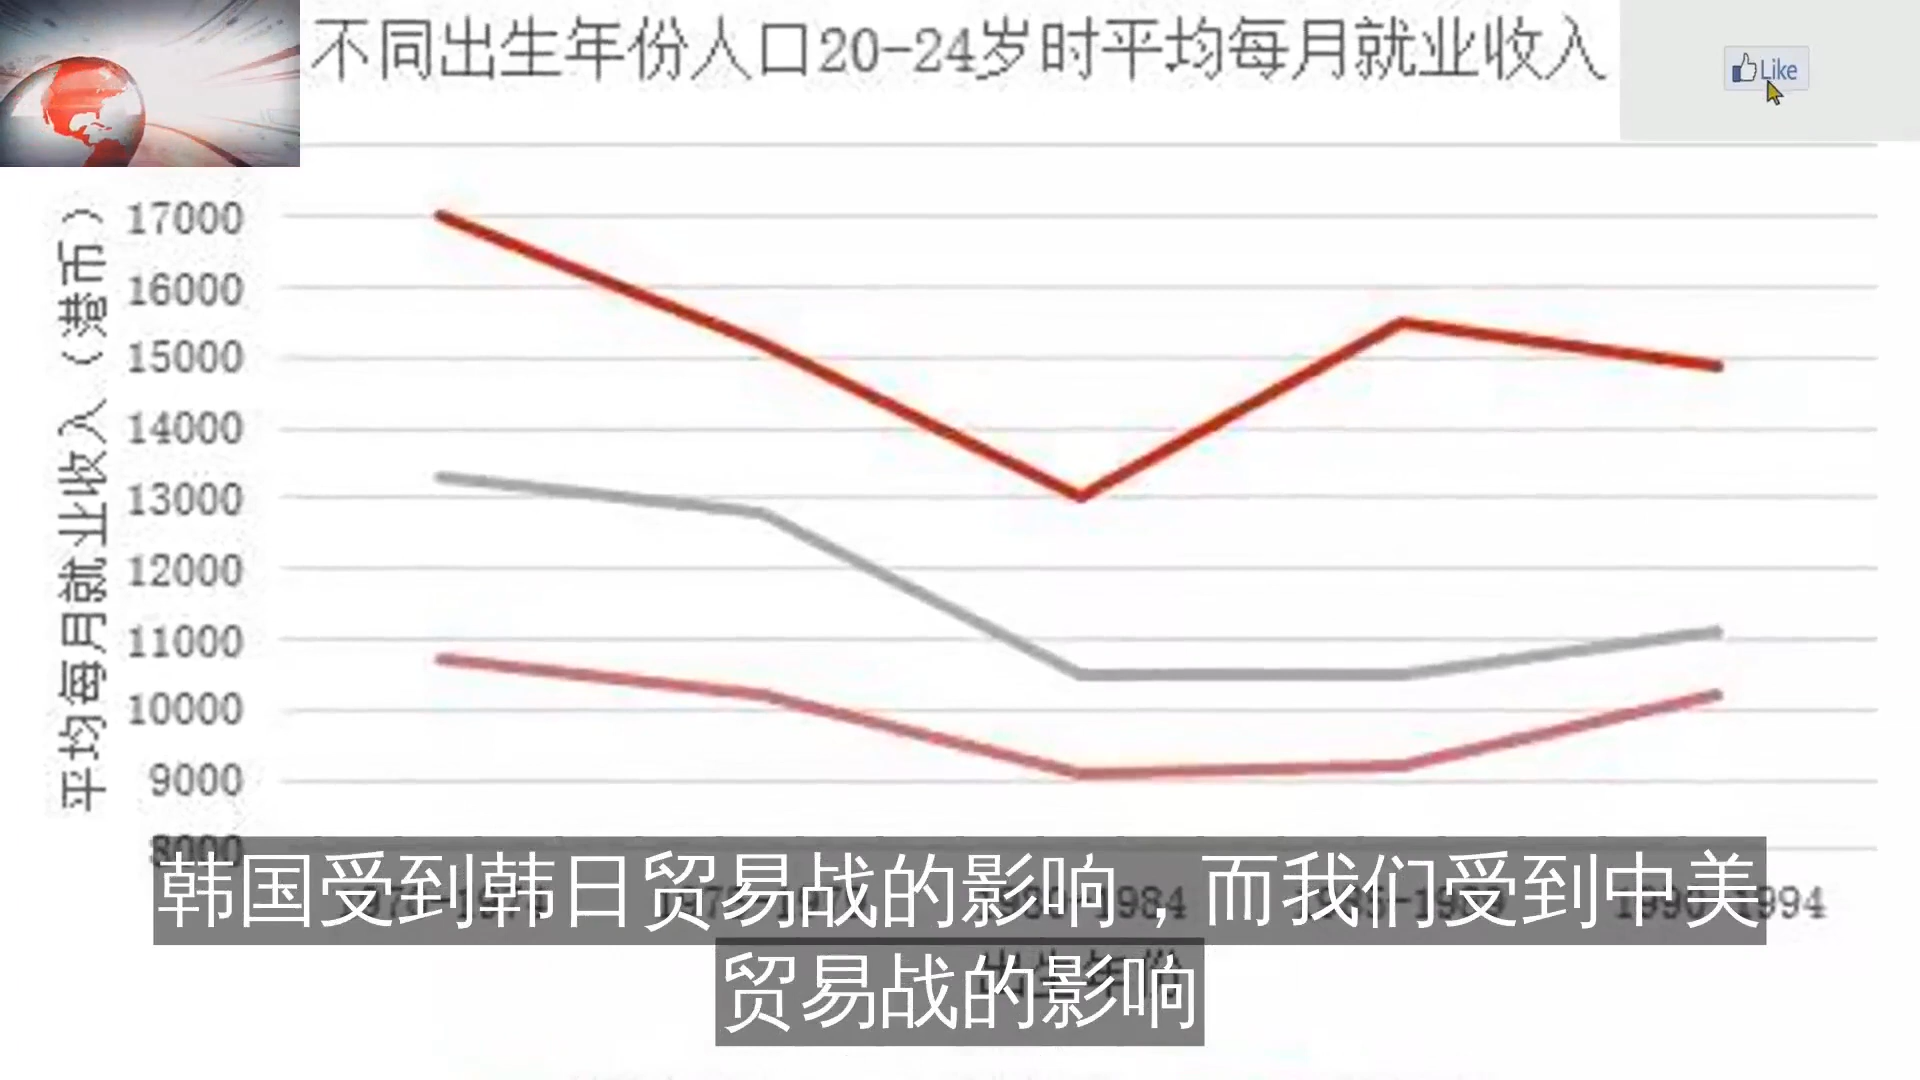 不同出生年份人口20-24岁时平均每月就业收入
Like
平均每月就业收入（港币）
17000
16000
15000
14000
13000
12000
11000
10000
9000
8000
韩国受到韩日贸易战的影响，而我们受到中美
贸易战的影响